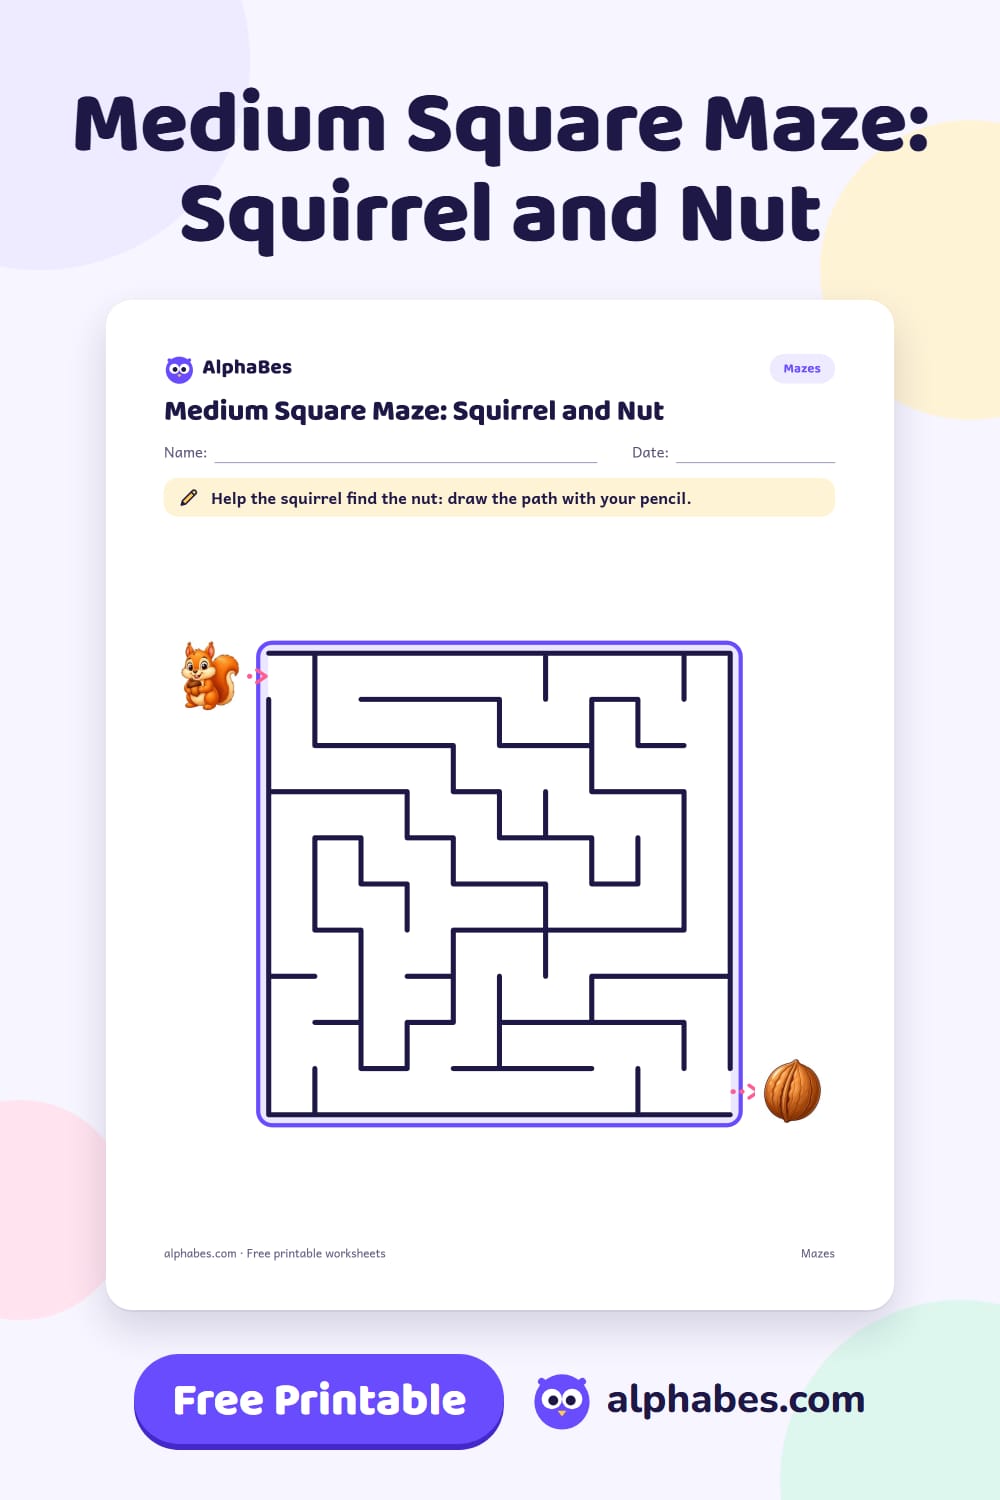 Medium Square Maze:
Squirrel and Nut
AlphaBes
Mazes
Medium Square Maze: Squirrel and Nut
Name:
Date:
Help the squirrel find the nut: draw the path with your pencil.
alphabes.com · Free printable worksheets
Mazes
Free Printable
alphabes.com